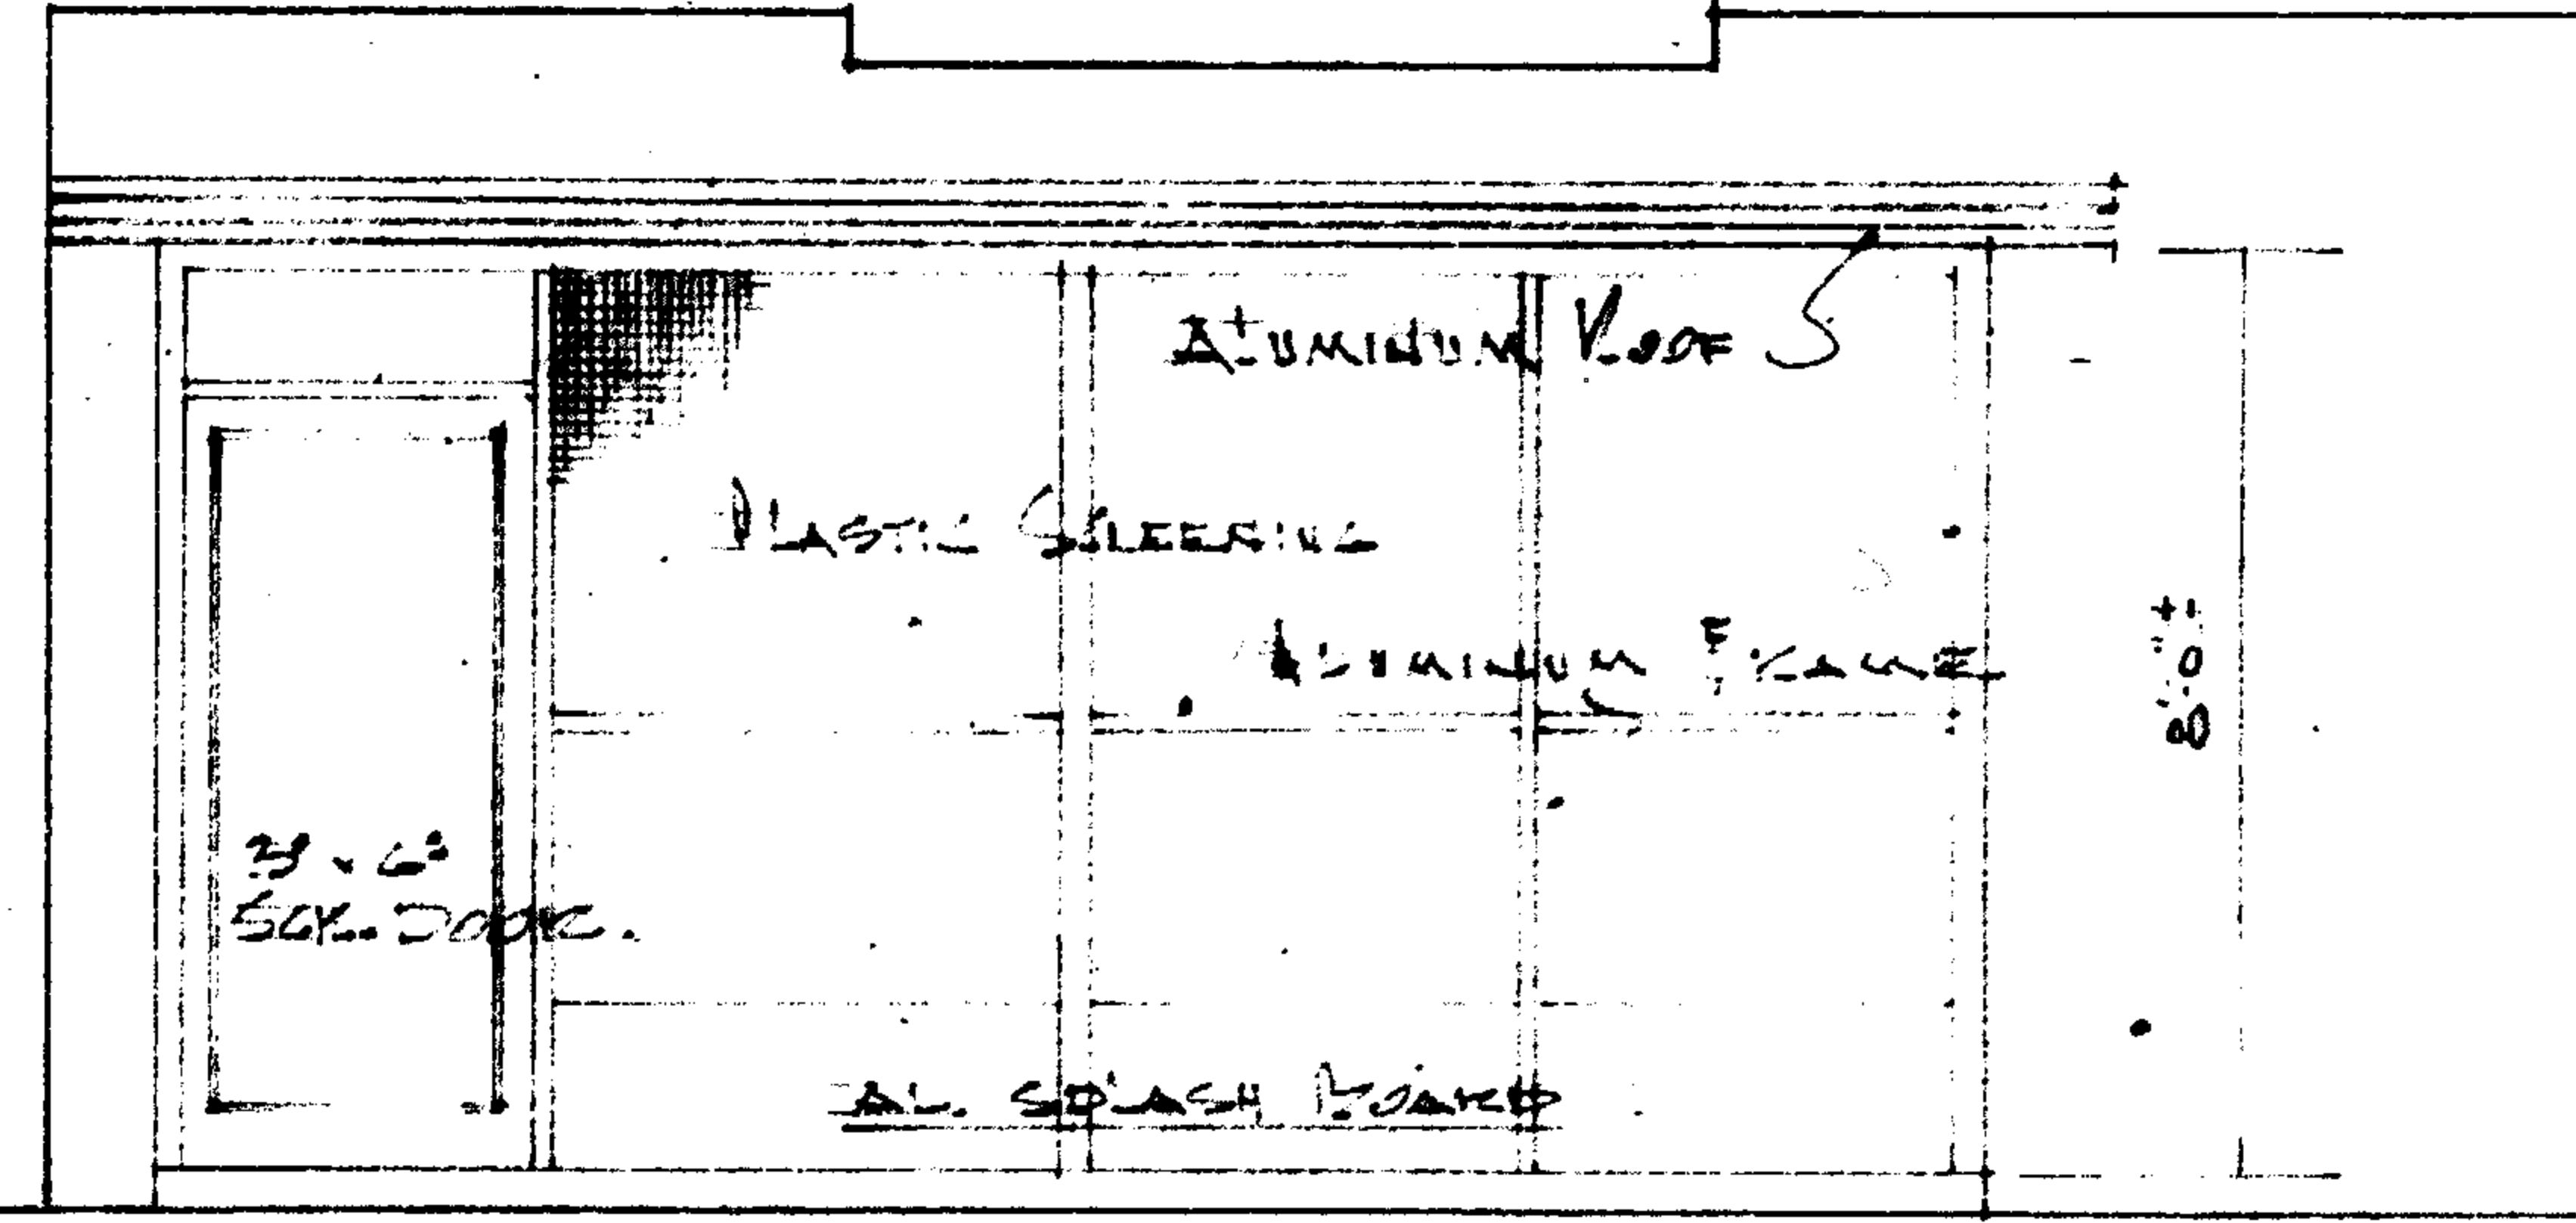 ALUMINUM ROOF
PLASTIC SCREENING
ALUMINUM FRAME
8'-0" ±
SCR. DOOR.
AL. SPLASH BOARD